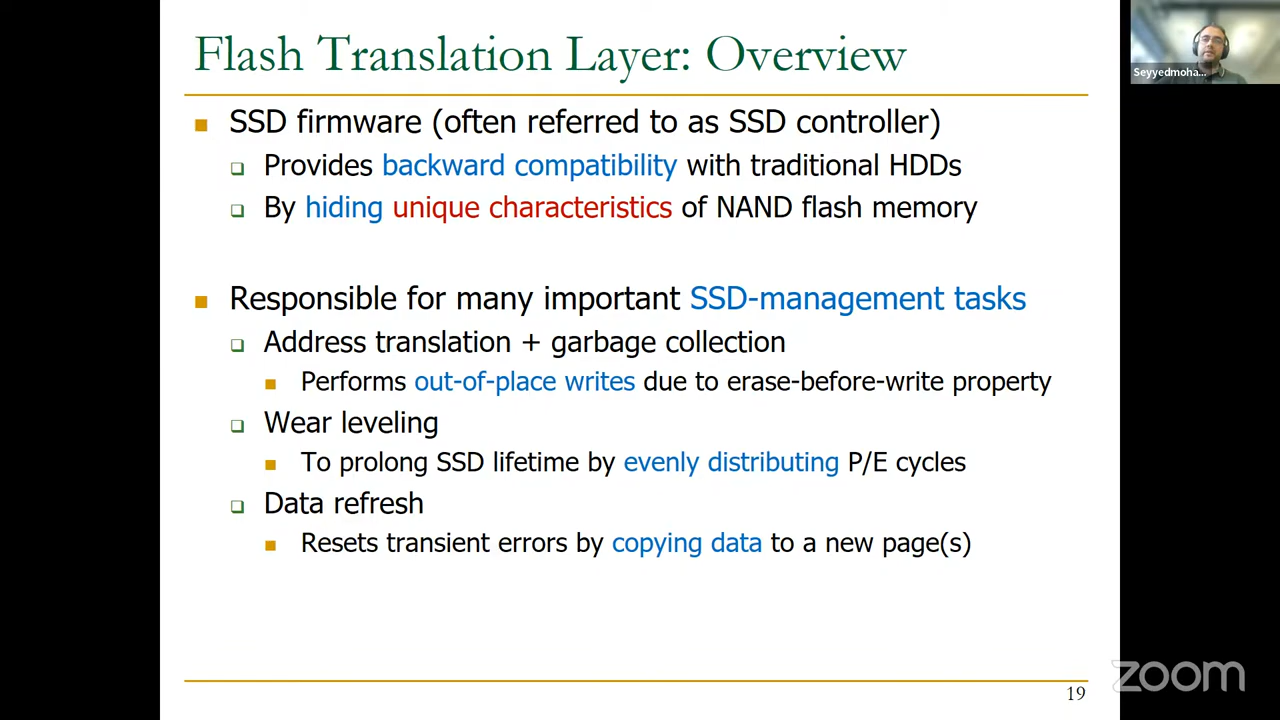 Flash Translation Layer: Overview
SSD firmware (often referred to as SSD controller)
Provides backward compatibility with traditional HDDs
By hiding unique characteristics of NAND flash memory
Responsible for many important SSD-management tasks
Address translation + garbage collection
Performs out-of-place writes due to erase-before-write property
Wear leveling
To prolong SSD lifetime by evenly distributing P/E cycles
Data refresh
Resets transient errors by copying data to a new page(s)
19
Seyyedmoha...
zoom